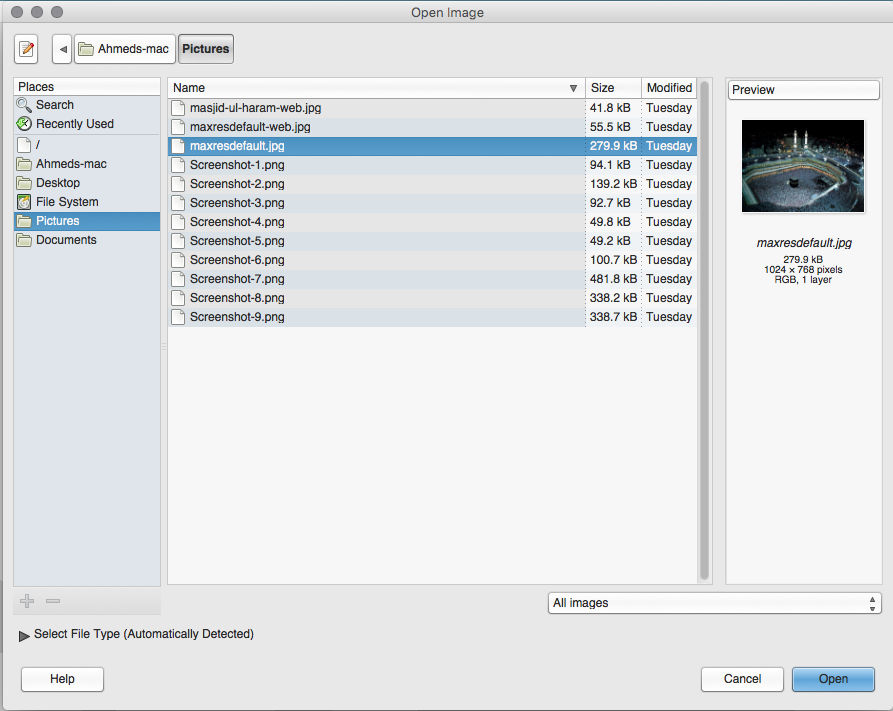 Open Image
Ahmeds-mac Pictures
Places
Search
Recently Used
/
Ahmeds-mac
Desktop
File System
Pictures
Documents
Name Size Modified
masjid-ul-haram-web.jpg 41.8 kB Tuesday
maxresdefault-web.jpg 55.5 kB Tuesday
maxresdefault.jpg 279.9 kB Tuesday
Screenshot-1.png 94.1 kB Tuesday
Screenshot-2.png 139.2 kB Tuesday
Screenshot-3.png 92.7 kB Tuesday
Screenshot-4.png 49.8 kB Tuesday
Screenshot-5.png 49.2 kB Tuesday
Screenshot-6.png 100.7 kB Tuesday
Screenshot-7.png 481.8 kB Tuesday
Screenshot-8.png 338.2 kB Tuesday
Screenshot-9.png 338.7 kB Tuesday
Preview
maxresdefault.jpg
279.9 kB
1024 × 768 pixels
RGB, 1 layer
All images
Select File Type (Automatically Detected)
Help Cancel Open